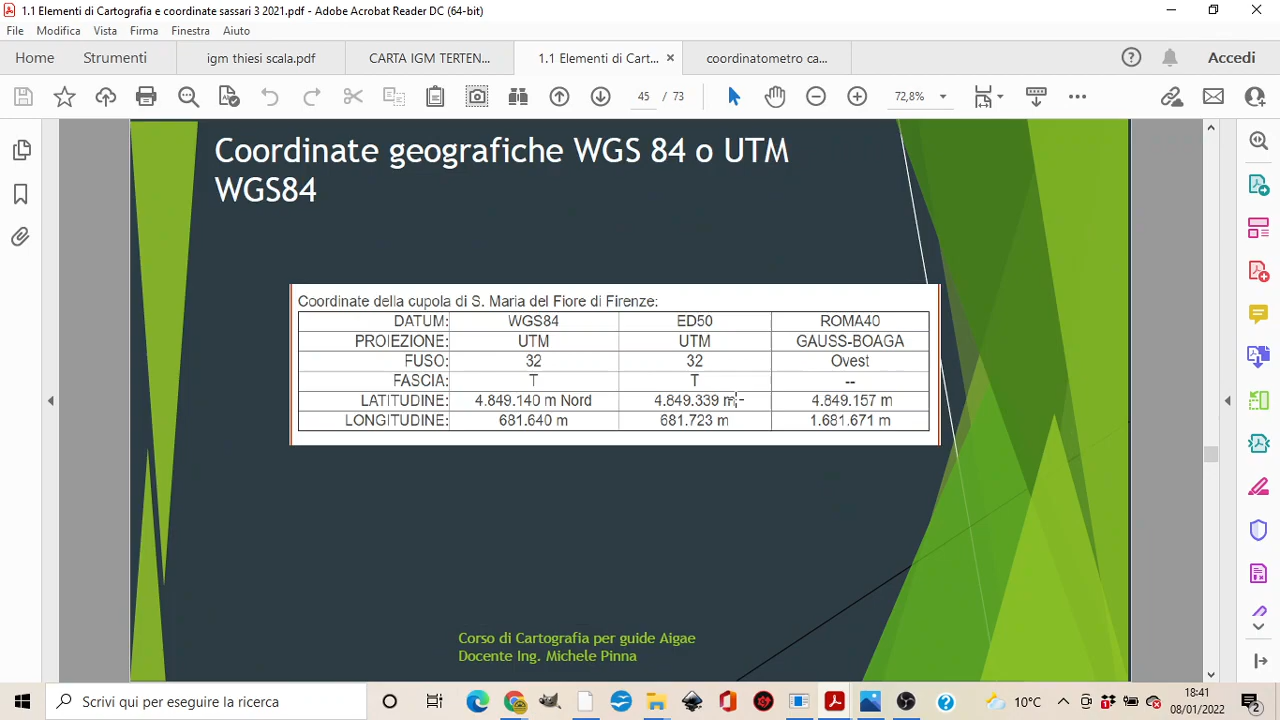 1.1 Elementi di Cartografia e coordinate sassari 3 2021.pdf - Adobe Acrobat Reader DC (64-bit)
File Modifica Vista Firma Finestra Aiuto
Home Strumenti igm thiesi scala.pdf CARTA IGM TERTEN... 1.1 Elementi di Cart... × coordinatometro ca... Accedi
45 / 73 72,8%
Coordinate geografiche WGS 84 o UTM
WGS84
Coordinate della cupola di S. Maria del Fiore di Firenze:
DATUM: WGS84 ED50 ROMA40
PROIEZIONE: UTM UTM GAUSS-BOAGA
FUSO: 32 32 Ovest
FASCIA: T T --
LATITUDINE: 4.849.140 m Nord 4.849.339 m 4.849.157 m
LONGITUDINE: 681.640 m 681.723 m 1.681.671 m
Corso di Cartografia per guide Aigae
Docente Ing. Michele Pinna
Scrivi qui per eseguire la ricerca 10°C 18:41
08/01/2022 2